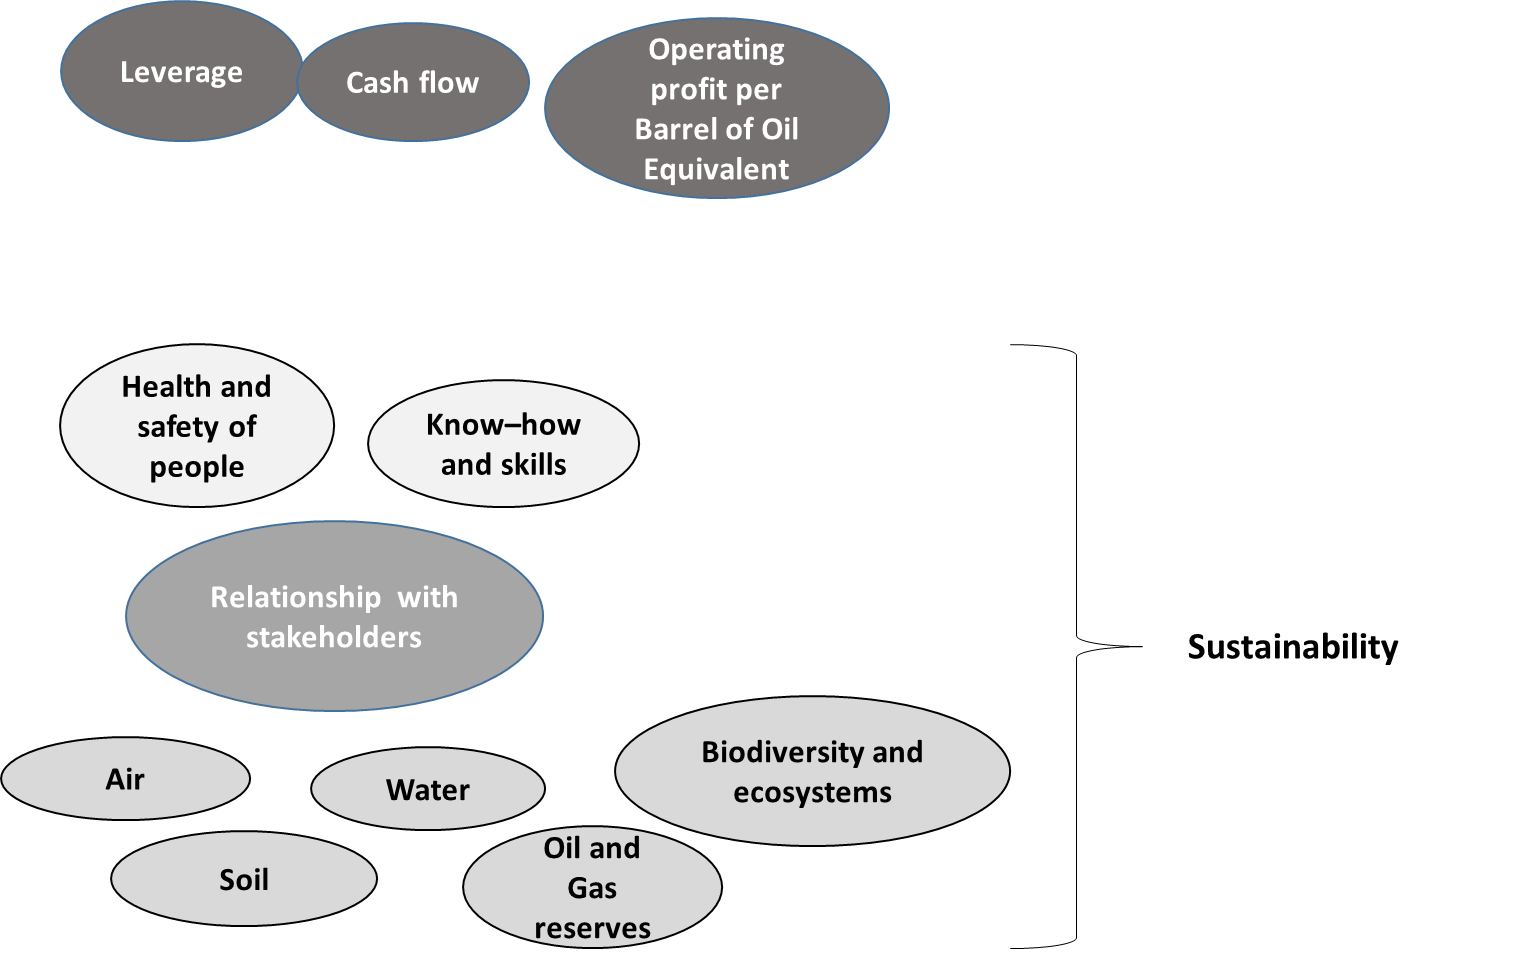 Leverage
Cash flow
Operating
profit per
Barrel of Oil
Equivalent
Health and
safety of
people
Know–how
and skills
Relationship  with
stakeholders
Sustainability
Biodiversity and
ecosystems
Air
Water
Soil
Oil and
Gas
reserves